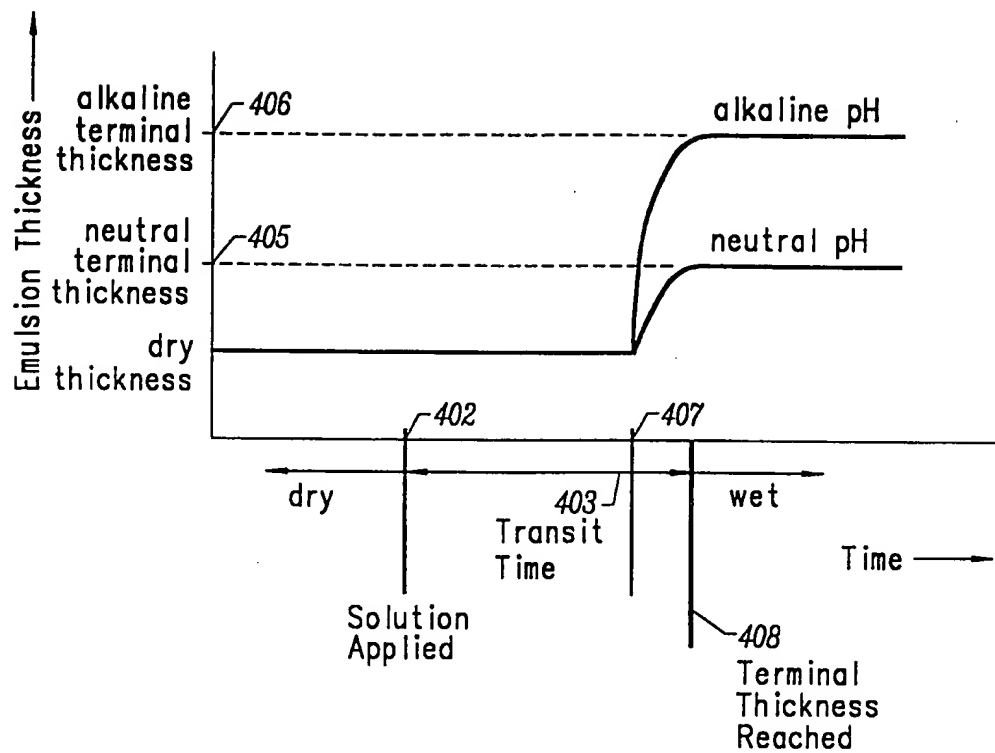 Emulsion Thickness
alkaline
terminal
thickness
406
alkaline pH
neutral
terminal
thickness
405
neutral pH
dry
thickness
402
407
dry
403
wet
Transit
Time
Time
Solution
Applied
408
Terminal
Thickness
Reached